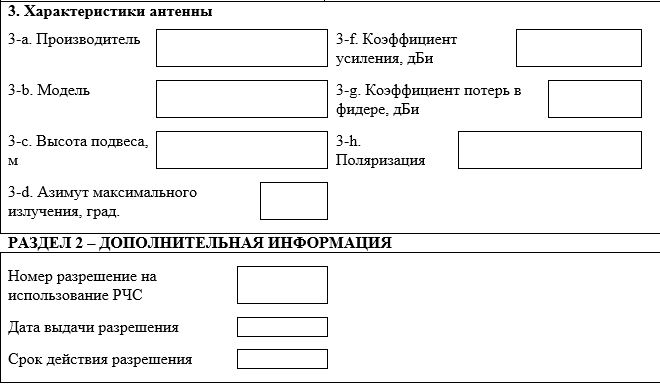 3. Характеристики антенны
3-a. Производитель
3-f. Коэффициент
усиления, дБи
3-b. Модель
3-g. Коэффициент потерь в
фидере, дБи
3-c. Высота подвеса,
м
3-h.
Поляризация
3-d. Азимут максимального
излучения, град.
РАЗДЕЛ 2 – ДОПОЛНИТЕЛЬНАЯ ИНФОРМАЦИЯ
Номер разрешение на
использование РЧС
Дата выдачи разрешения
Срок действия разрешения